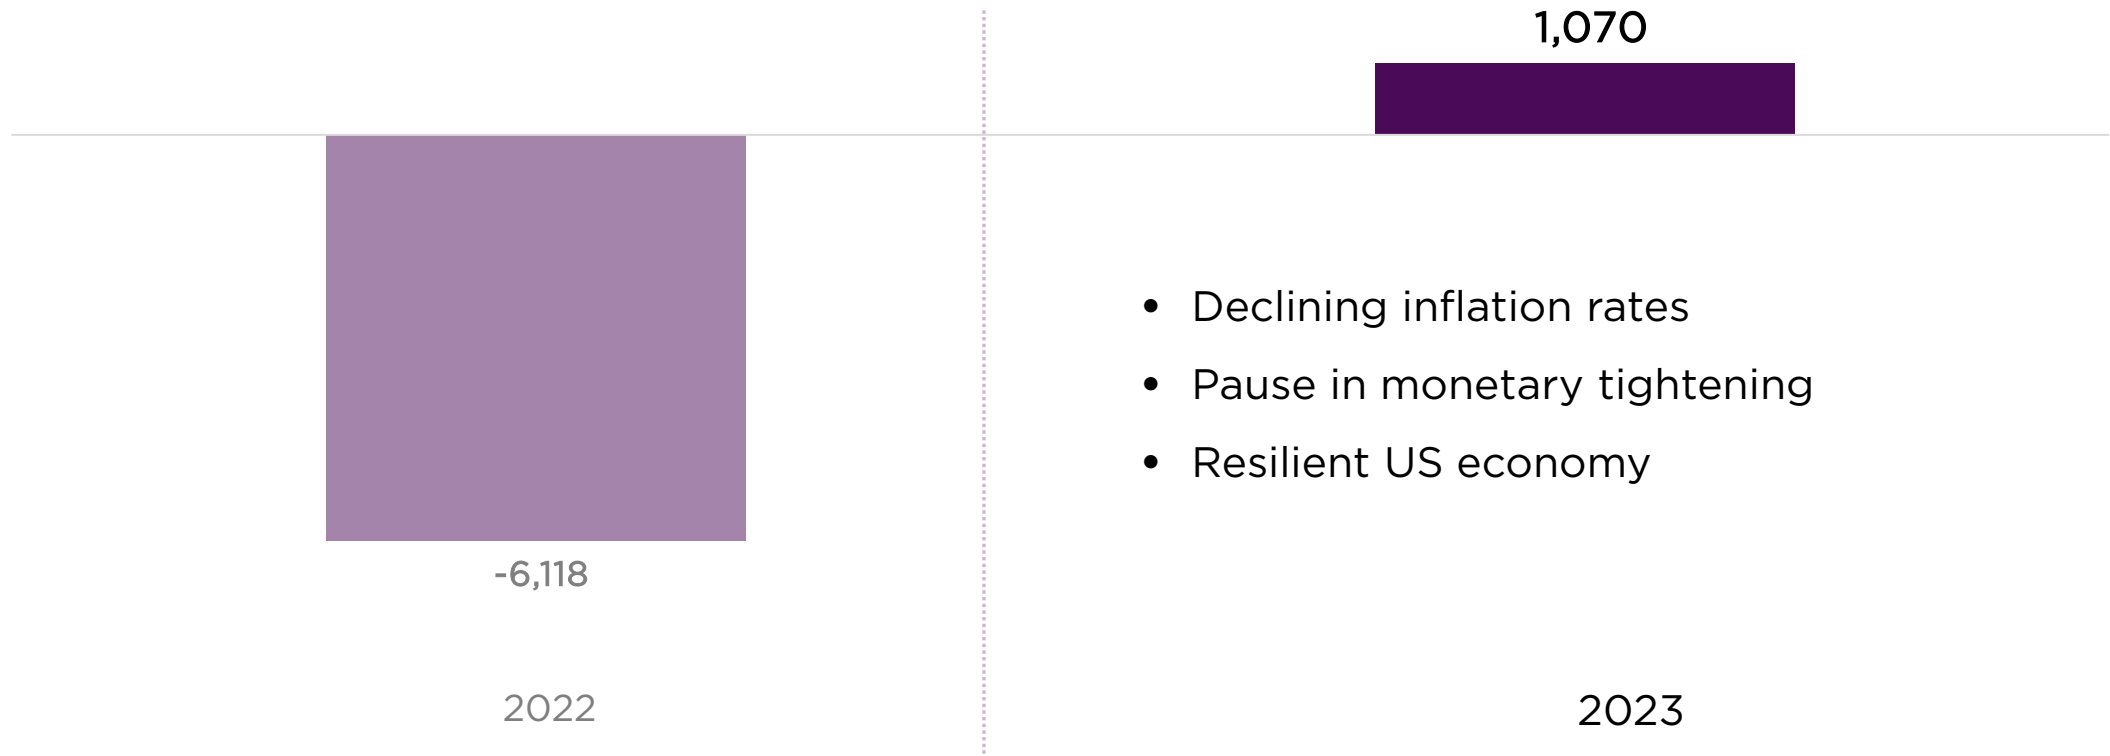 1,070
• Declining inflation rates
• Pause in monetary tightening
• Resilient US economy
-6,118
2022
2023